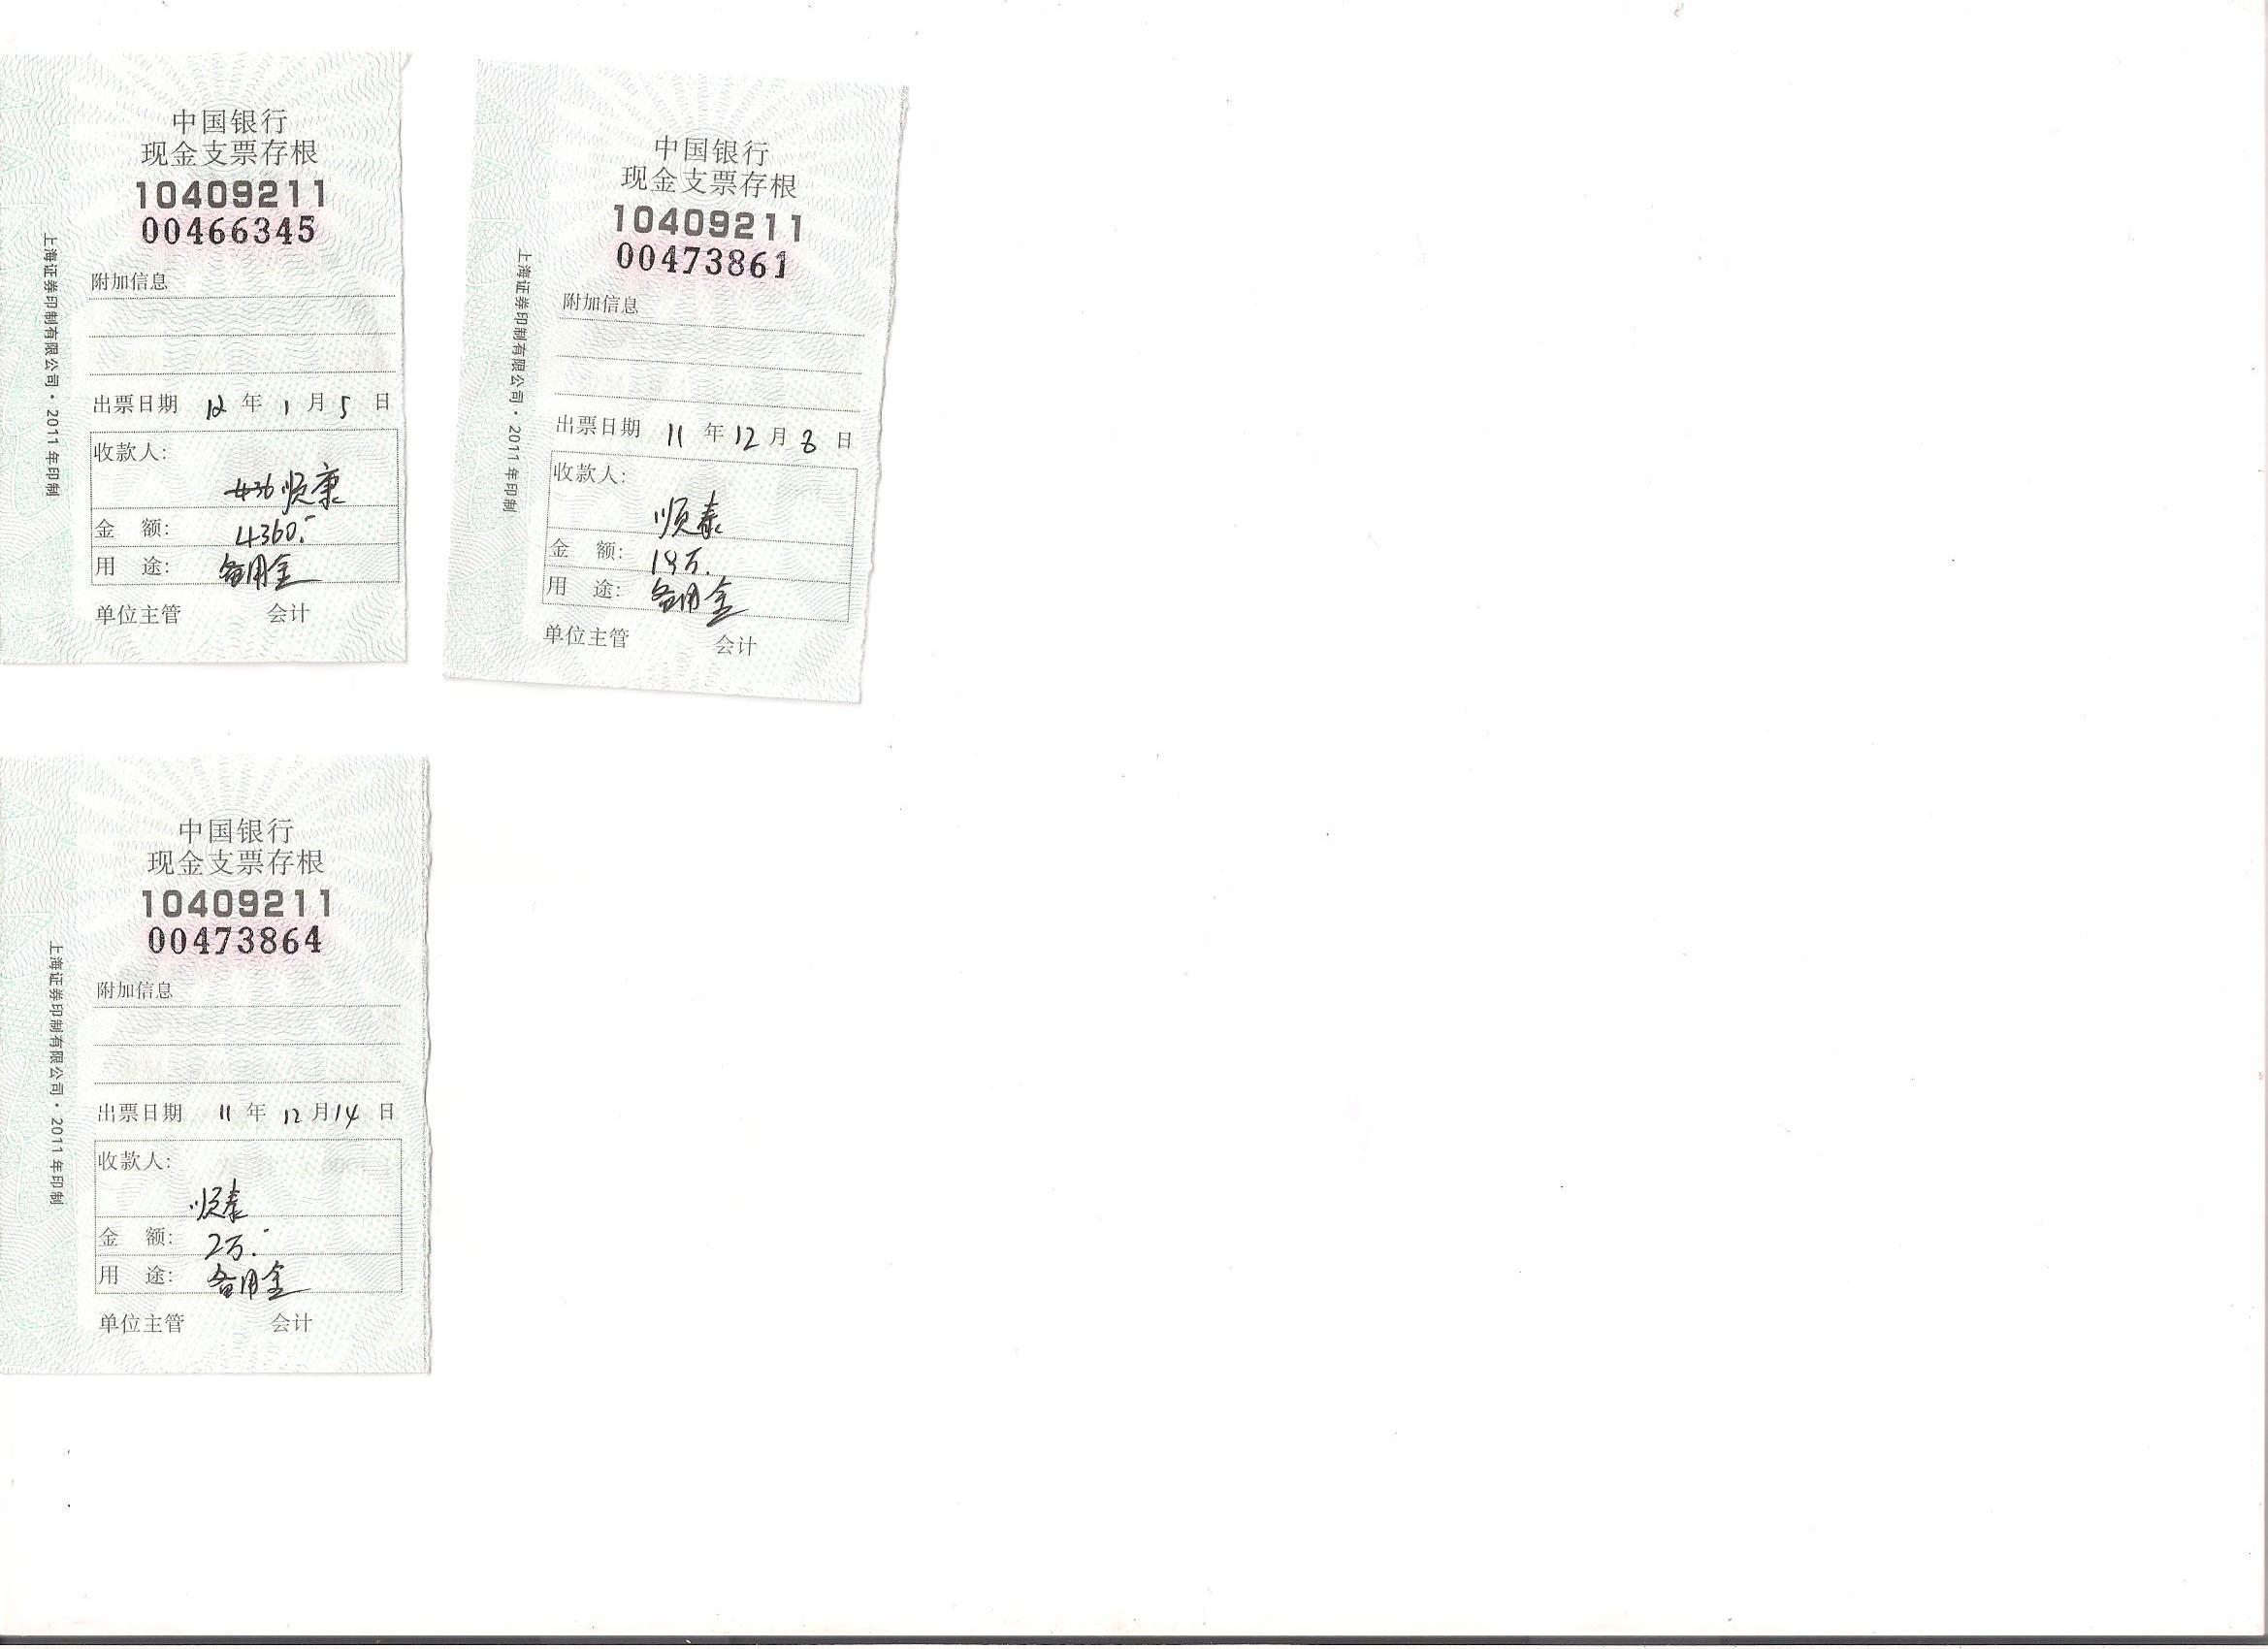 中国银行
现金支票存根
10409211
00466345
附加信息
出票日期 12 年 1 月 5 日
收款人:
顺康
金 额: 4360.-
用 途: 备用金
单位主管 会计
上海证券印制有限公司·2011年印制
中国银行
现金支票存根
10409211
00473861
附加信息
出票日期 11 年 12 月 8 日
收款人:
顺泰
金 额:
用 途: 备用金
单位主管 会计
上海证券印制有限公司·2011年印制
中国银行
现金支票存根
10409211
00473864
附加信息
出票日期 11 年 12 月 14 日
收款人:
顺泰
金 额: 2万.-
用 途: 备用金
单位主管 会计
上海证券印制有限公司·2011年印制